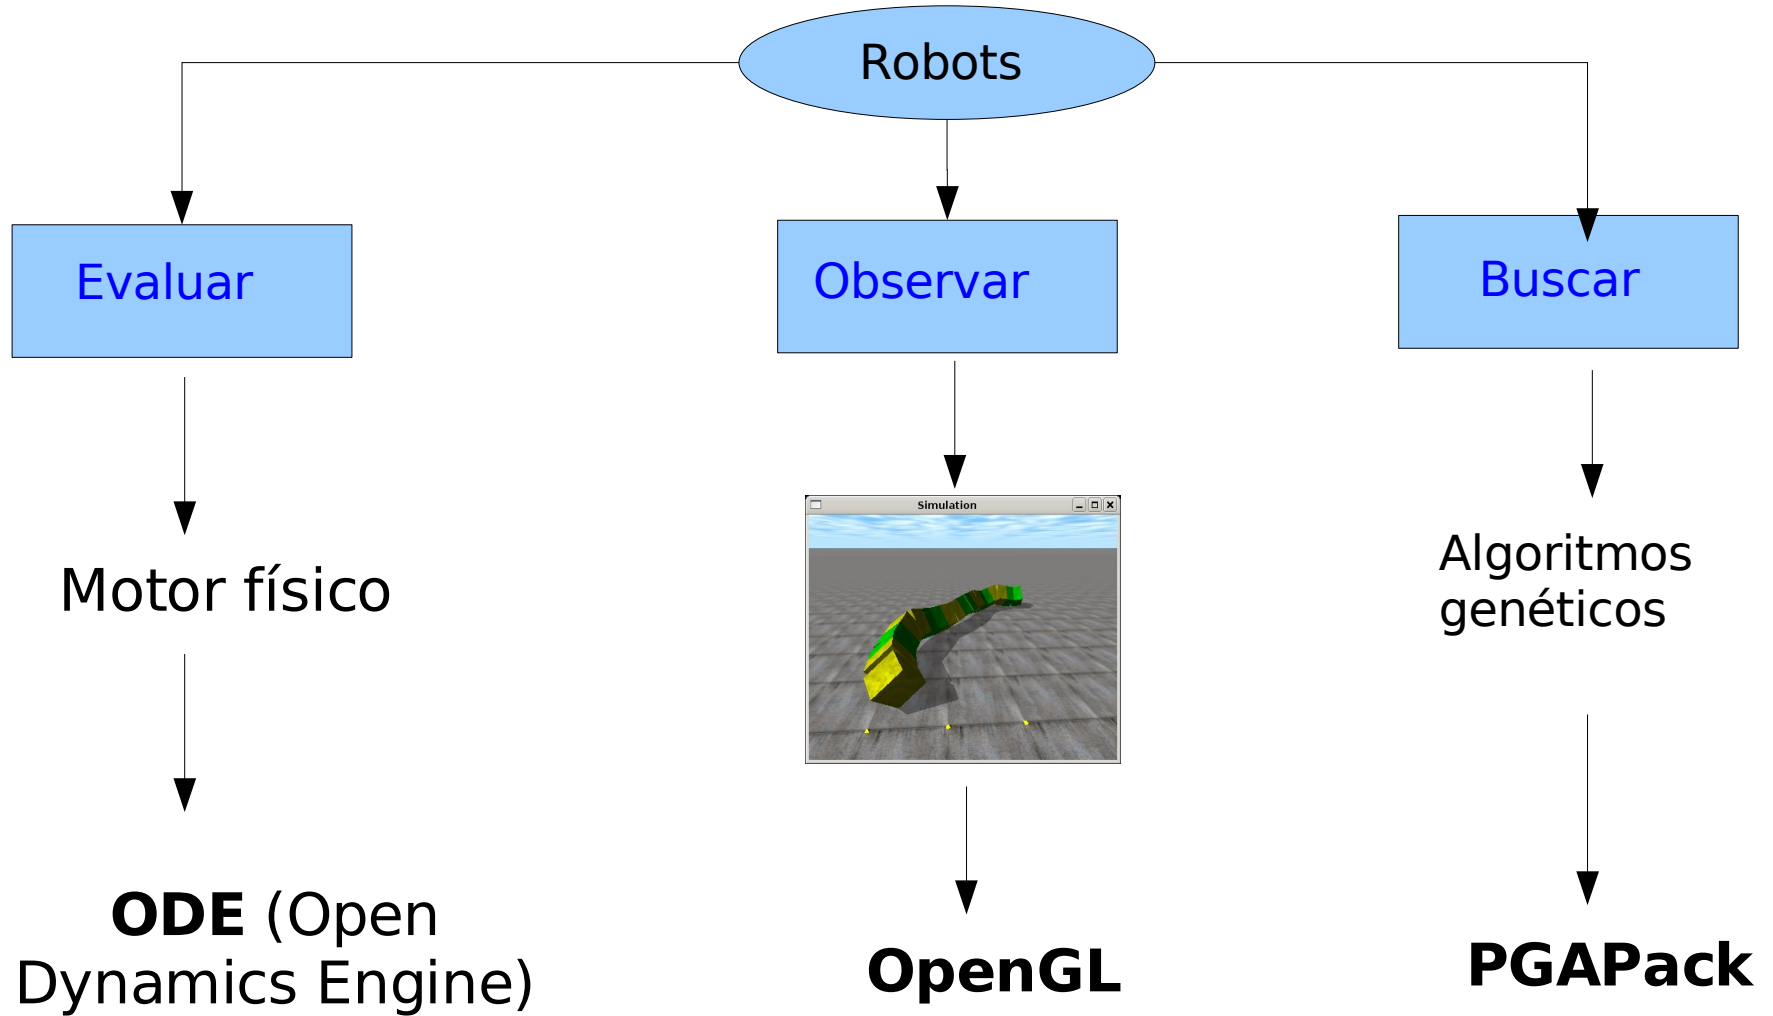 Robots
Evaluar
Observar
Buscar
Simulation
Motor físico
Algoritmos
genéticos
ODE (Open
Dynamics Engine)
OpenGL
PGAPack